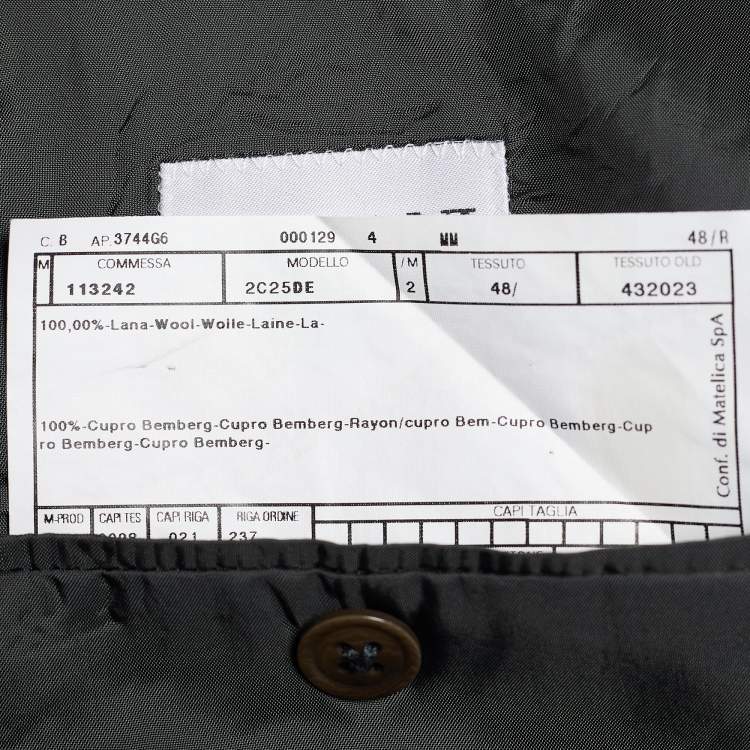 C. B AP. 3744G6 000129 4 MM 48/R
M COMMESSA MODELLO /M TESSUTO TESSUTO OLD
113242 2C25DE 2 48/ 432023
100,00%-Lana-Wool-Wolle-Laine-La-
100%-Cupro Bemberg-Cupro Bemberg-Rayon/cupro Bem-Cupro Bemberg-Cup
ro Bemberg-Cupro Bemberg-
Conf. di Matelica SpA
M-PROD CAPI TES CAPI RIGA RIGA ORDINE CAPI TAGLIA
021 237